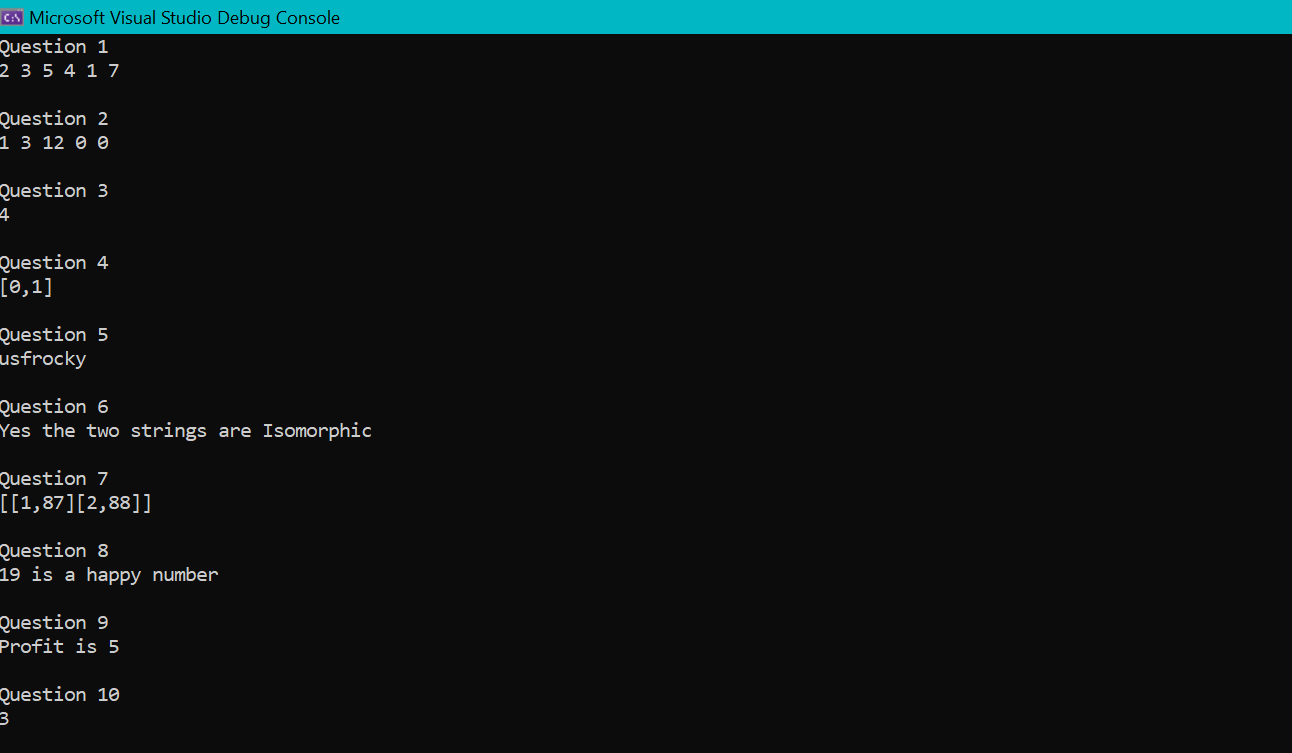 C:\ Microsoft Visual Studio Debug Console
Question 1
2 3 5 4 1 7
Question 2
1 3 12 0 0
Question 3
4
Question 4
[0,1]
Question 5
usfrocky
Question 6
Yes the two strings are Isomorphic
Question 7
[[1,87][2,88]]
Question 8
19 is a happy number
Question 9
Profit is 5
Question 10
3